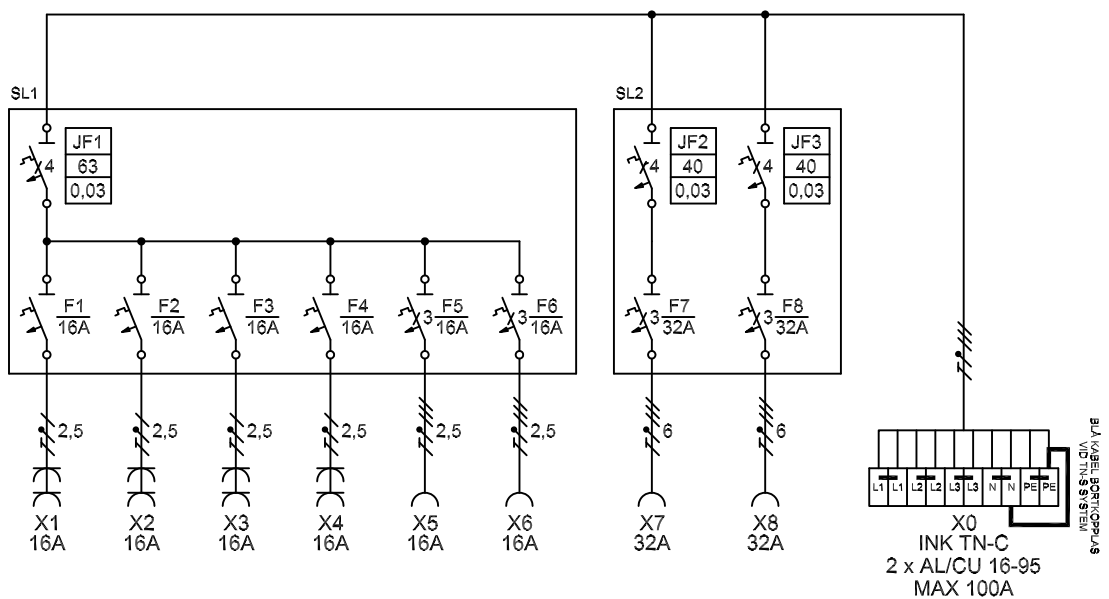 SL1
SL2
JF1
4
63
0,03
JF2
4
40
0,03
JF3
4
40
0,03
F1
16A
F2
16A
F3
16A
F4
16A
3
F5
16A
3
F6
16A
3
F7
32A
3
F8
32A
2,5
2,5
2,5
2,5
2,5
6
6
L1
L1
L2
L2
L3
L3
N
N
PE
PE
BLÅ KABEL BORTKOPPLAS
VID TN-S SYSTEM
X1
16A
X2
16A
X3
16A
X4
16A
X5
16A
X6
16A
X7
32A
X8
32A
X0
INK TN-C
2 x AL/CU 16-95
MAX 100A